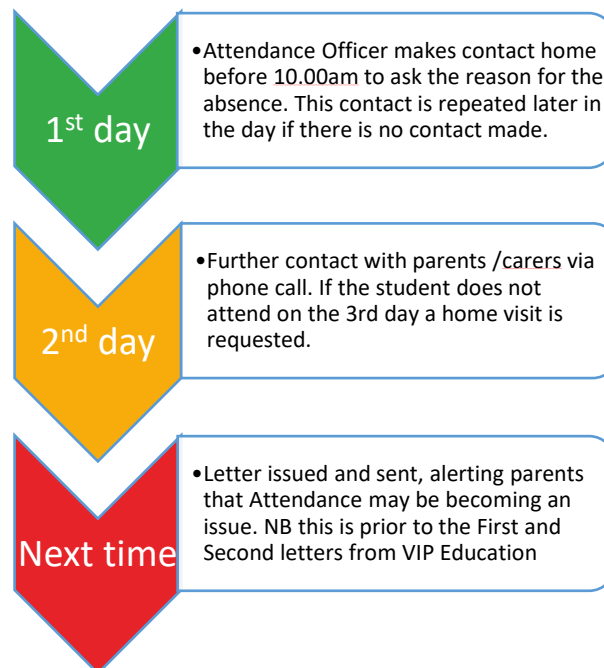 1st day
•Attendance Officer makes contact home
before 10.00am to ask the reason for the
absence. This contact is repeated later in
the day if there is no contact made.
2nd day
•Further contact with parents /carers via
phone call. If the student does not
attend on the 3rd day a home visit is
requested.
Next time
•Letter issued and sent, alerting parents
that Attendance may be becoming an
issue. NB this is prior to the First and
Second letters from VIP Education